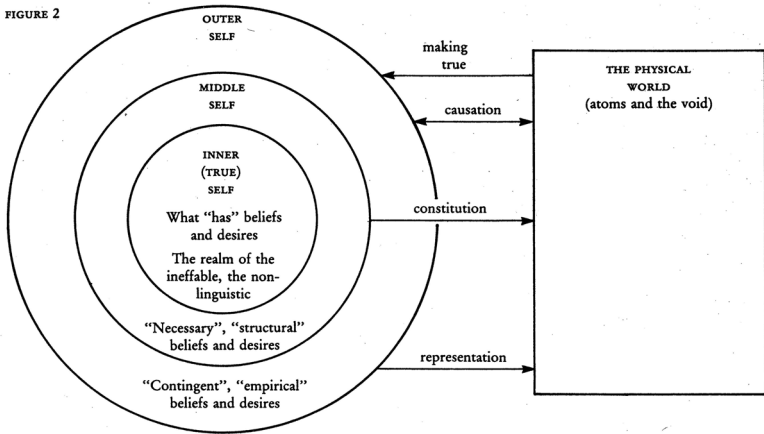 FIGURE 2
OUTER
SELF
MIDDLE
SELF
INNER
(TRUE)
SELF
What “has” beliefs
and desires
The realm of the
ineffable, the non-
linguistic
“Necessary”, “structural”
beliefs and desires
“Contingent”, “empirical”
beliefs and desires
making
true
causation
constitution
representation
THE PHYSICAL
WORLD
(atoms and the void)